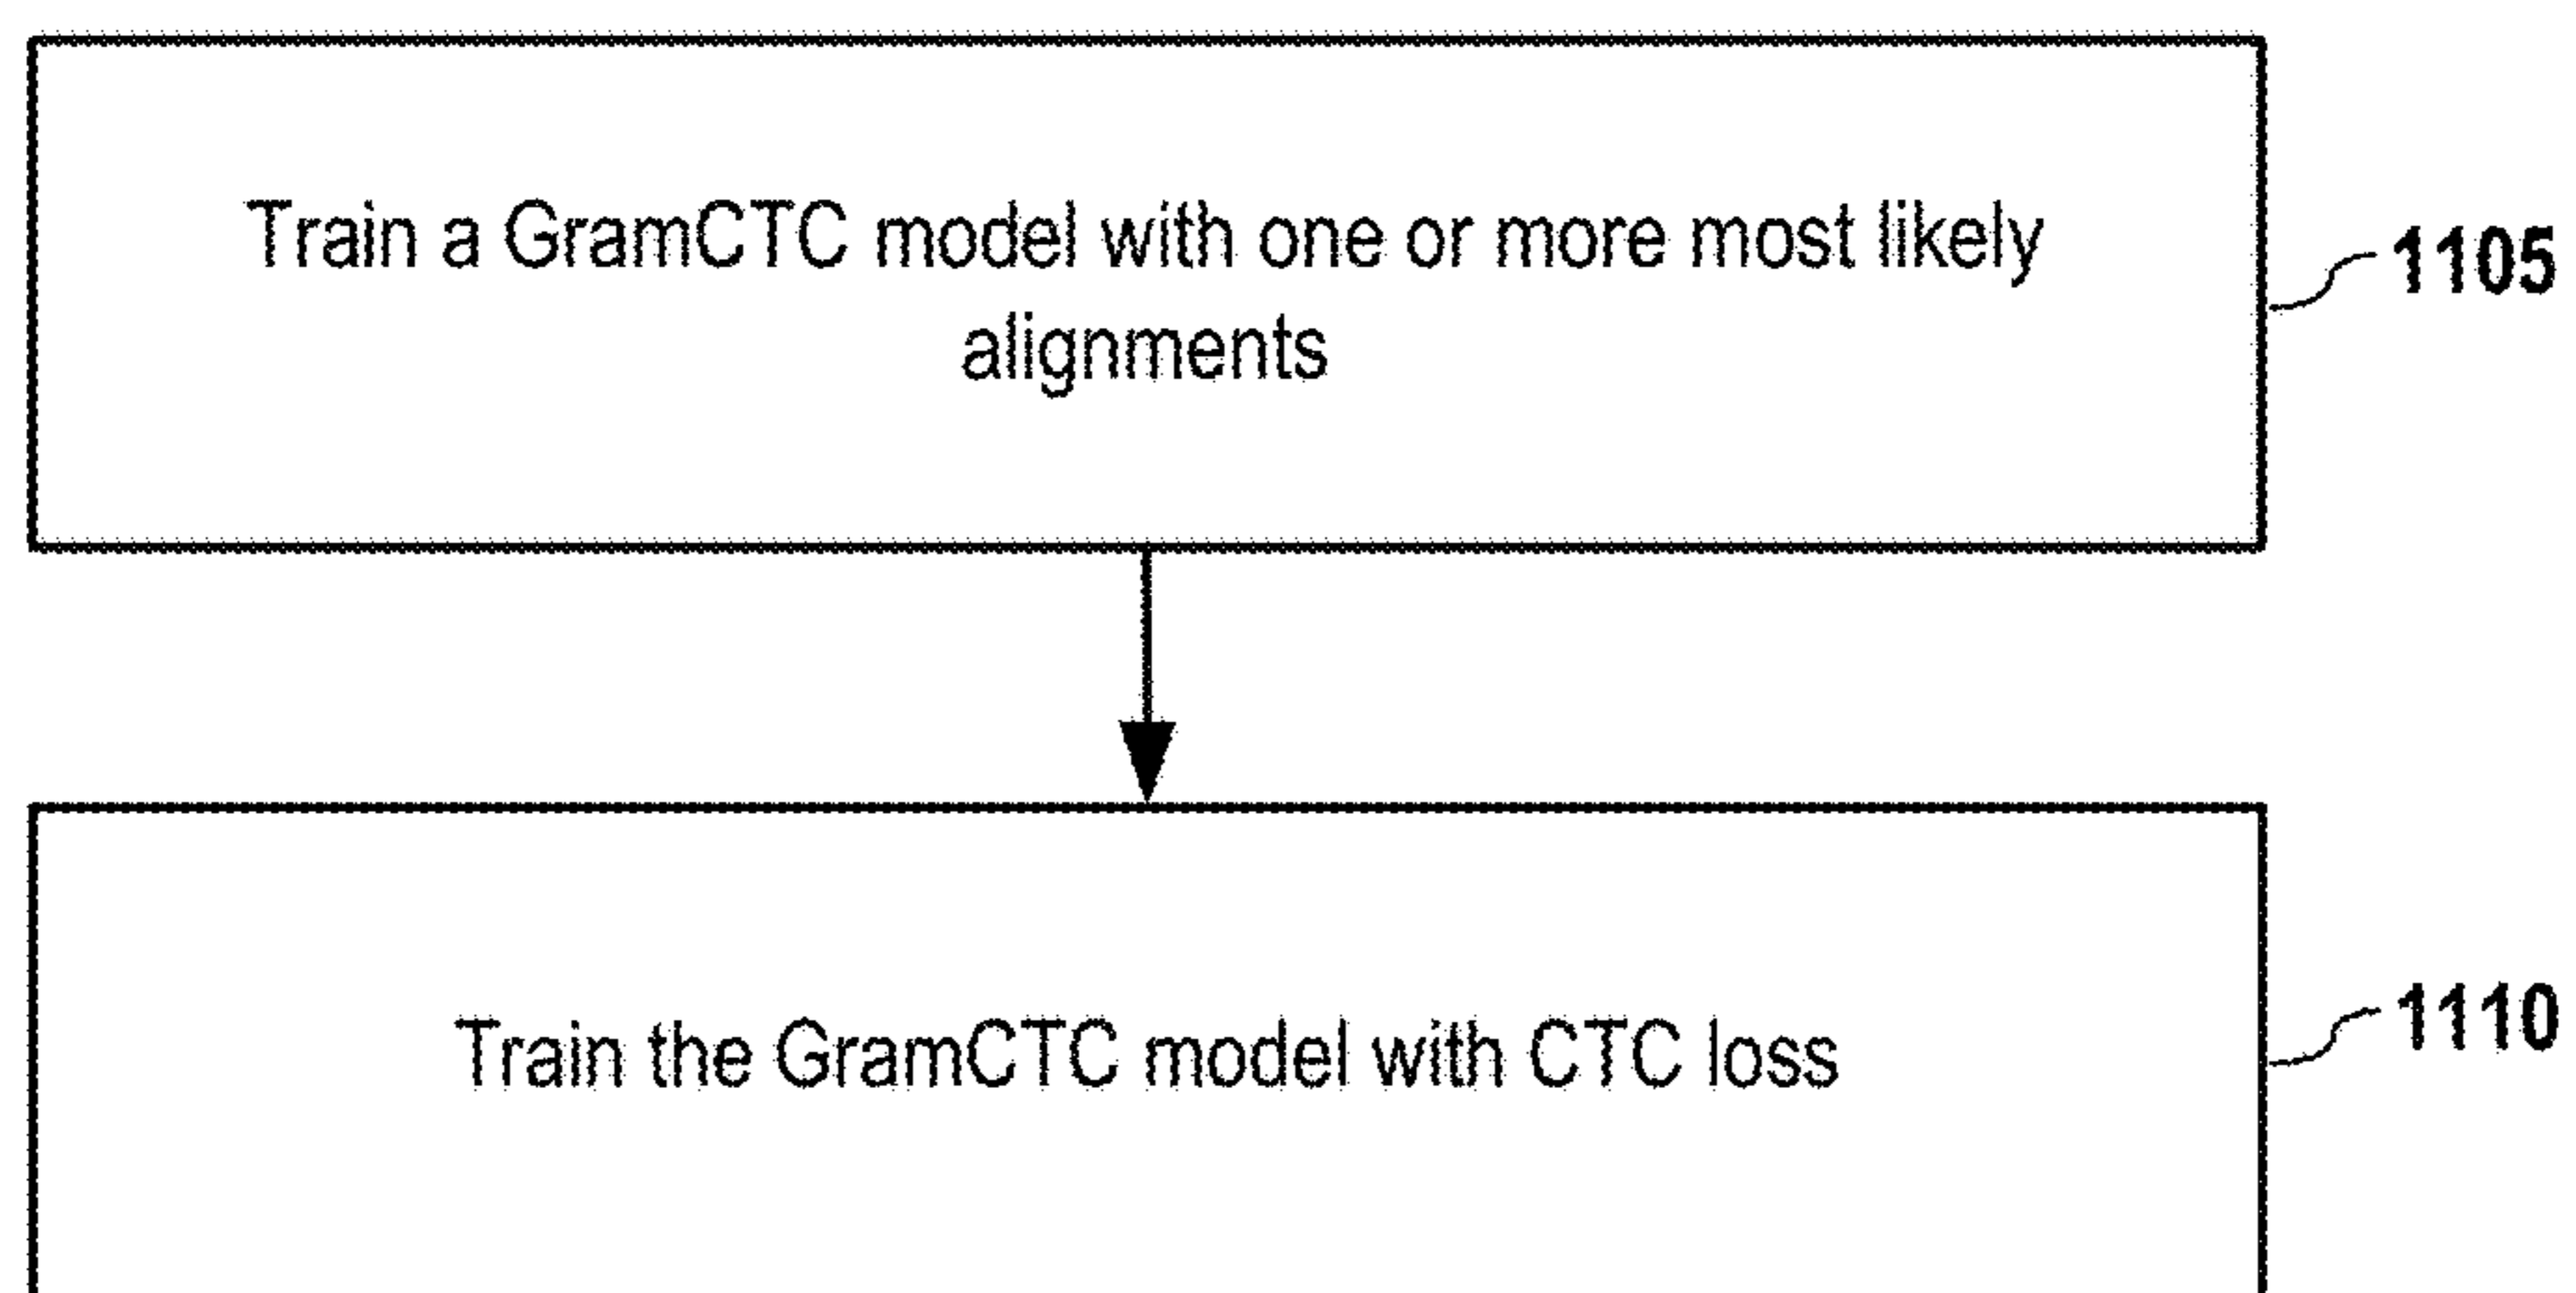 Train a GramCTC model with one or more most likely
alignments
1105
Train the GramCTC model with CTC loss
1110